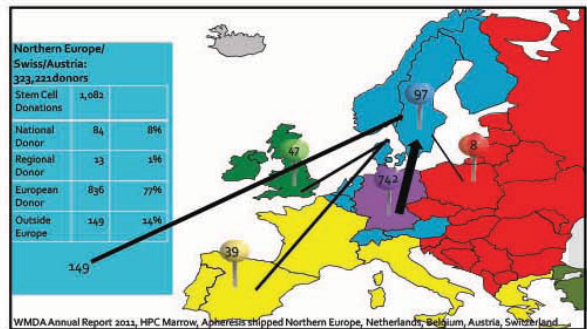 Northern Europe/
Swiss/Austria:
323,221donors
Stem Cell Donations 1,082
National Donor 84 8%
Regional Donor 13 1%
European Donor 836 77%
Outside Europe 149 14%
149
97
47
8
742
39
WMDA Annual Report 2011, HPC Marrow, Apheresis shipped Northern Europe, Netherlands, Belgium, Austria, Switzerland